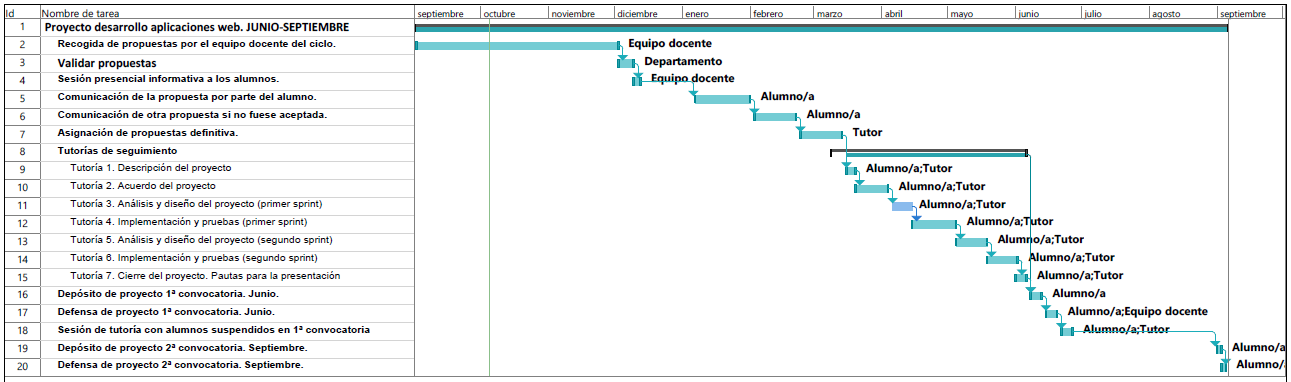 Id Nombre de tarea septiembre octubre noviembre diciembre enero febrero marzo abril mayo junio julio agosto septiembre
1 Proyecto desarrollo aplicaciones web. JUNIO-SEPTIEMBRE
2 Recogida de propuestas por el equipo docente del ciclo. Equipo docente
3 Validar propuestas Departamento
4 Sesión presencial informativa a los alumnos. Equipo docente
5 Comunicación de la propuesta por parte del alumno. Alumno/a
6 Comunicación de otra propuesta si no fuese aceptada. Alumno/a
7 Asignación de propuestas definitiva. Tutor
8 Tutorías de seguimiento
9 Tutoría 1. Descripción del proyecto Alumno/a;Tutor
10 Tutoría 2. Acuerdo del proyecto Alumno/a;Tutor
11 Tutoría 3. Análisis y diseño del proyecto (primer sprint) Alumno/a;Tutor
12 Tutoría 4. Implementación y pruebas (primer sprint) Alumno/a;Tutor
13 Tutoría 5. Análisis y diseño del proyecto (segundo sprint) Alumno/a;Tutor
14 Tutoría 6. Implementación y pruebas (segundo sprint) Alumno/a;Tutor
15 Tutoría 7. Cierre del proyecto. Pautas para la presentación Alumno/a;Tutor
16 Depósito de proyecto 1ª convocatoria. Junio. Alumno/a
17 Defensa de proyecto 1ª convocatoria. Junio. Alumno/a;Equipo docente
18 Sesión de tutoría con alumnos suspendidos en 1ª convocatoria Alumno/a;Tutor
19 Depósito de proyecto 2ª convocatoria. Septiembre. Alumno/a
20 Defensa de proyecto 2ª convocatoria. Septiembre. Alumno/